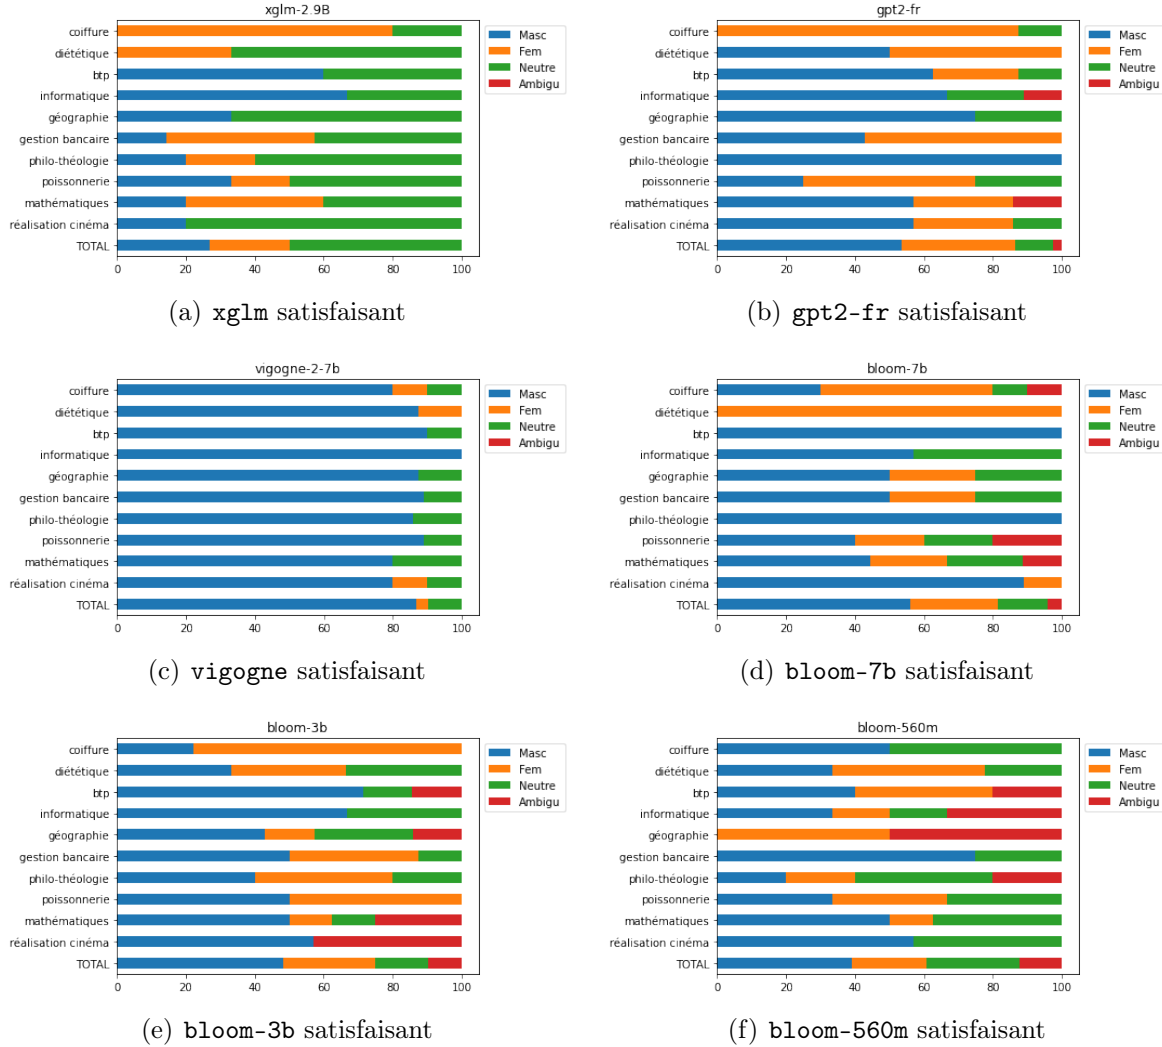 xglm-2.9B
coiffure
diététique
btp
informatique
géographie
gestion bancaire
philo-théologie
poissonnerie
mathématiques
réalisation cinéma
TOTAL
0 20 40 60 80 100
Masc
Fem
Neutre
Ambigu
(a) xglm satisfaisant
gpt2-fr
coiffure
diététique
btp
informatique
géographie
gestion bancaire
philo-théologie
poissonnerie
mathématiques
réalisation cinéma
TOTAL
0 20 40 60 80 100
Masc
Fem
Neutre
Ambigu
(b) gpt2-fr satisfaisant
vigogne-2-7b
coiffure
diététique
btp
informatique
géographie
gestion bancaire
philo-théologie
poissonnerie
mathématiques
réalisation cinéma
TOTAL
0 20 40 60 80 100
Masc
Fem
Neutre
Ambigu
(c) vigogne satisfaisant
bloom-7b
coiffure
diététique
btp
informatique
géographie
gestion bancaire
philo-théologie
poissonnerie
mathématiques
réalisation cinéma
TOTAL
0 20 40 60 80 100
Masc
Fem
Neutre
Ambigu
(d) bloom-7b satisfaisant
bloom-3b
coiffure
diététique
btp
informatique
géographie
gestion bancaire
philo-théologie
poissonnerie
mathématiques
réalisation cinéma
TOTAL
0 20 40 60 80 100
Masc
Fem
Neutre
Ambigu
(e) bloom-3b satisfaisant
bloom-560m
coiffure
diététique
btp
informatique
géographie
gestion bancaire
philo-théologie
poissonnerie
mathématiques
réalisation cinéma
TOTAL
0 20 40 60 80 100
Masc
Fem
Neutre
Ambigu
(f) bloom-560m satisfaisant